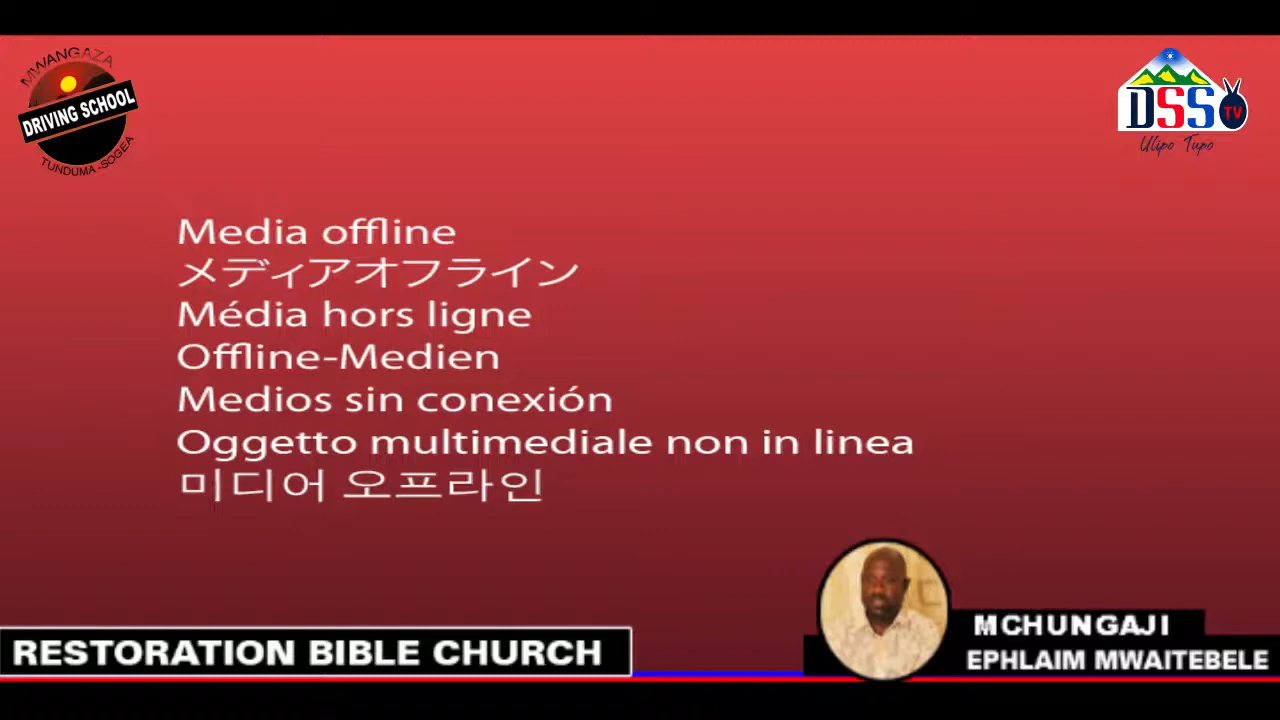 MWANGAZA
DRIVING SCHOOL
TUNDUMA -SOGEA
DSS
TV
Ulipo Tupo
Media offline
メディアオフライン
Média hors ligne
Offline-Medien
Medios sin conexión
Oggetto multimediale non in linea
미디어 오프라인
MCHUNGAJI
EPHLAIM MWAITEBELE
RESTORATION BIBLE CHURCH